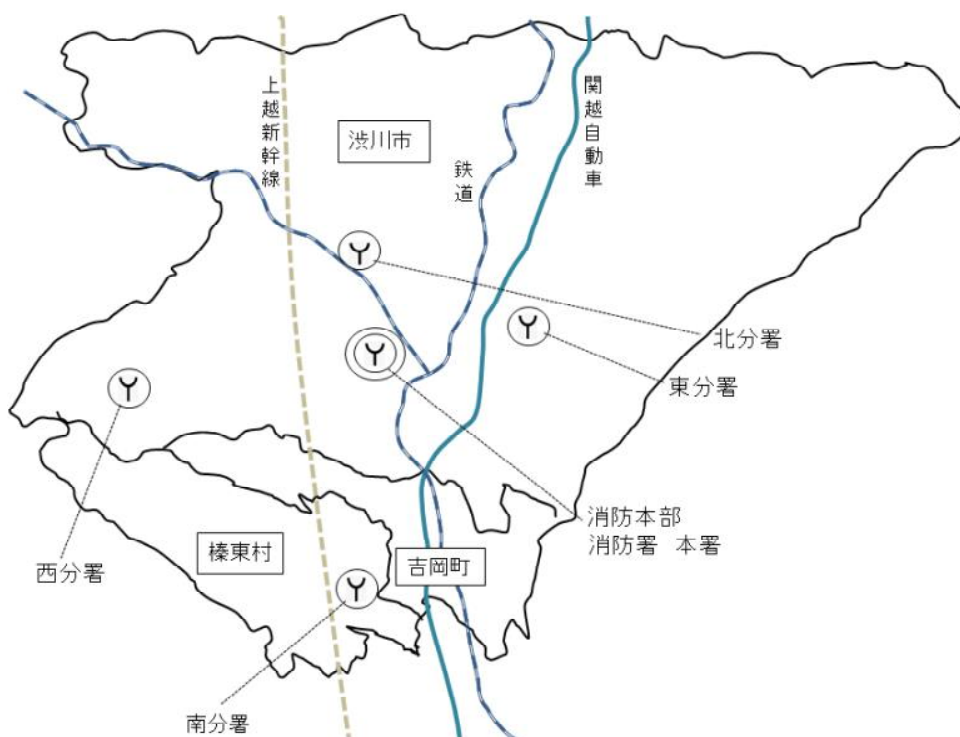 上越新幹線
渋川市
鉄道
関越自動車
北分署
東分署
消防本部
消防署 本署
榛東村
吉岡町
西分署
南分署